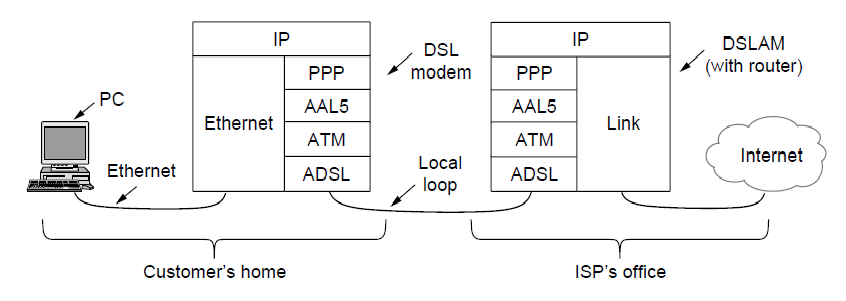 IP
IP
DSL
modem
DSLAM
(with router)
PPP
AAL5
ATM
ADSL
Ethernet
PPP
AAL5
ATM
ADSL
Link
PC
Ethernet
Local
loop
Internet
Customer's home
ISP's office